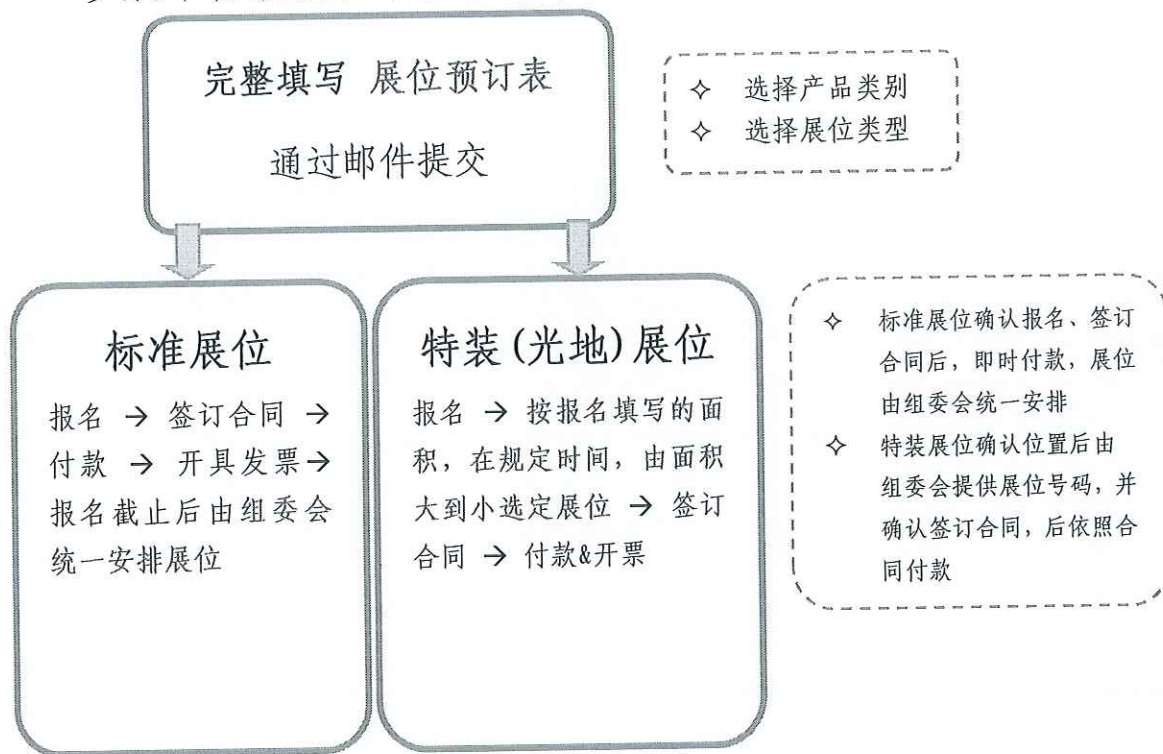 完整填写 展位预订表
通过邮件提交
✧ 选择产品类别
✧ 选择展位类型
标准展位
报名 → 签订合同 →
付款 → 开具发票→
报名截止后由组委会
统一安排展位
特装(光地)展位
报名 → 按报名填写的面
积，在规定时间，由面积
大到小选定展位 → 签订
合同 → 付款&开票
✧ 标准展位确认报名、签订
合同后，即时付款，展位
由组委会统一安排
✧ 特装展位确认位置后由
组委会提供展位号码，并
确认签订合同，后依照合
同付款